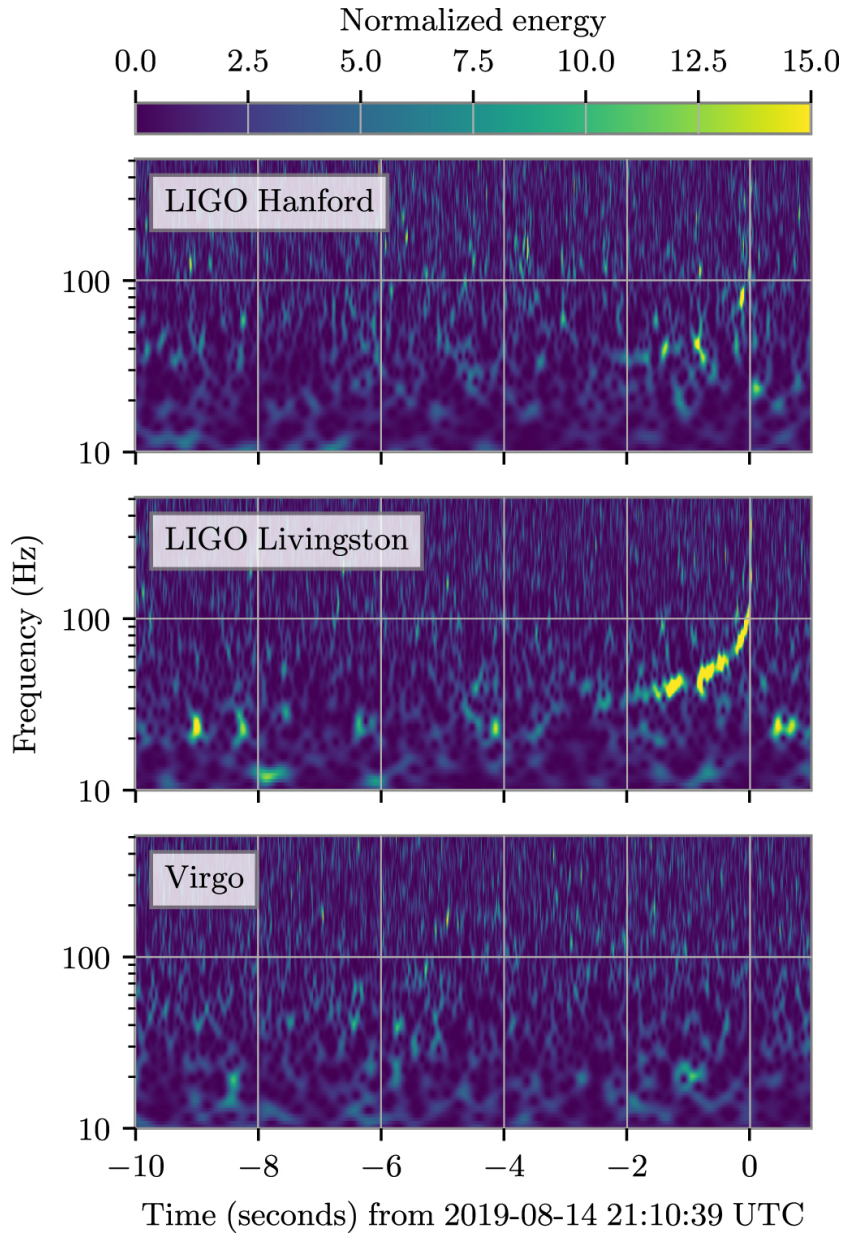 Normalized energy
0.0 2.5 5.0 7.5 10.0 12.5 15.0
LIGO Hanford
100
10
LIGO Livingston
100
10
Frequency (Hz)
Virgo
100
10
−10 −8 −6 −4 −2 0
Time (seconds) from 2019-08-14 21:10:39 UTC